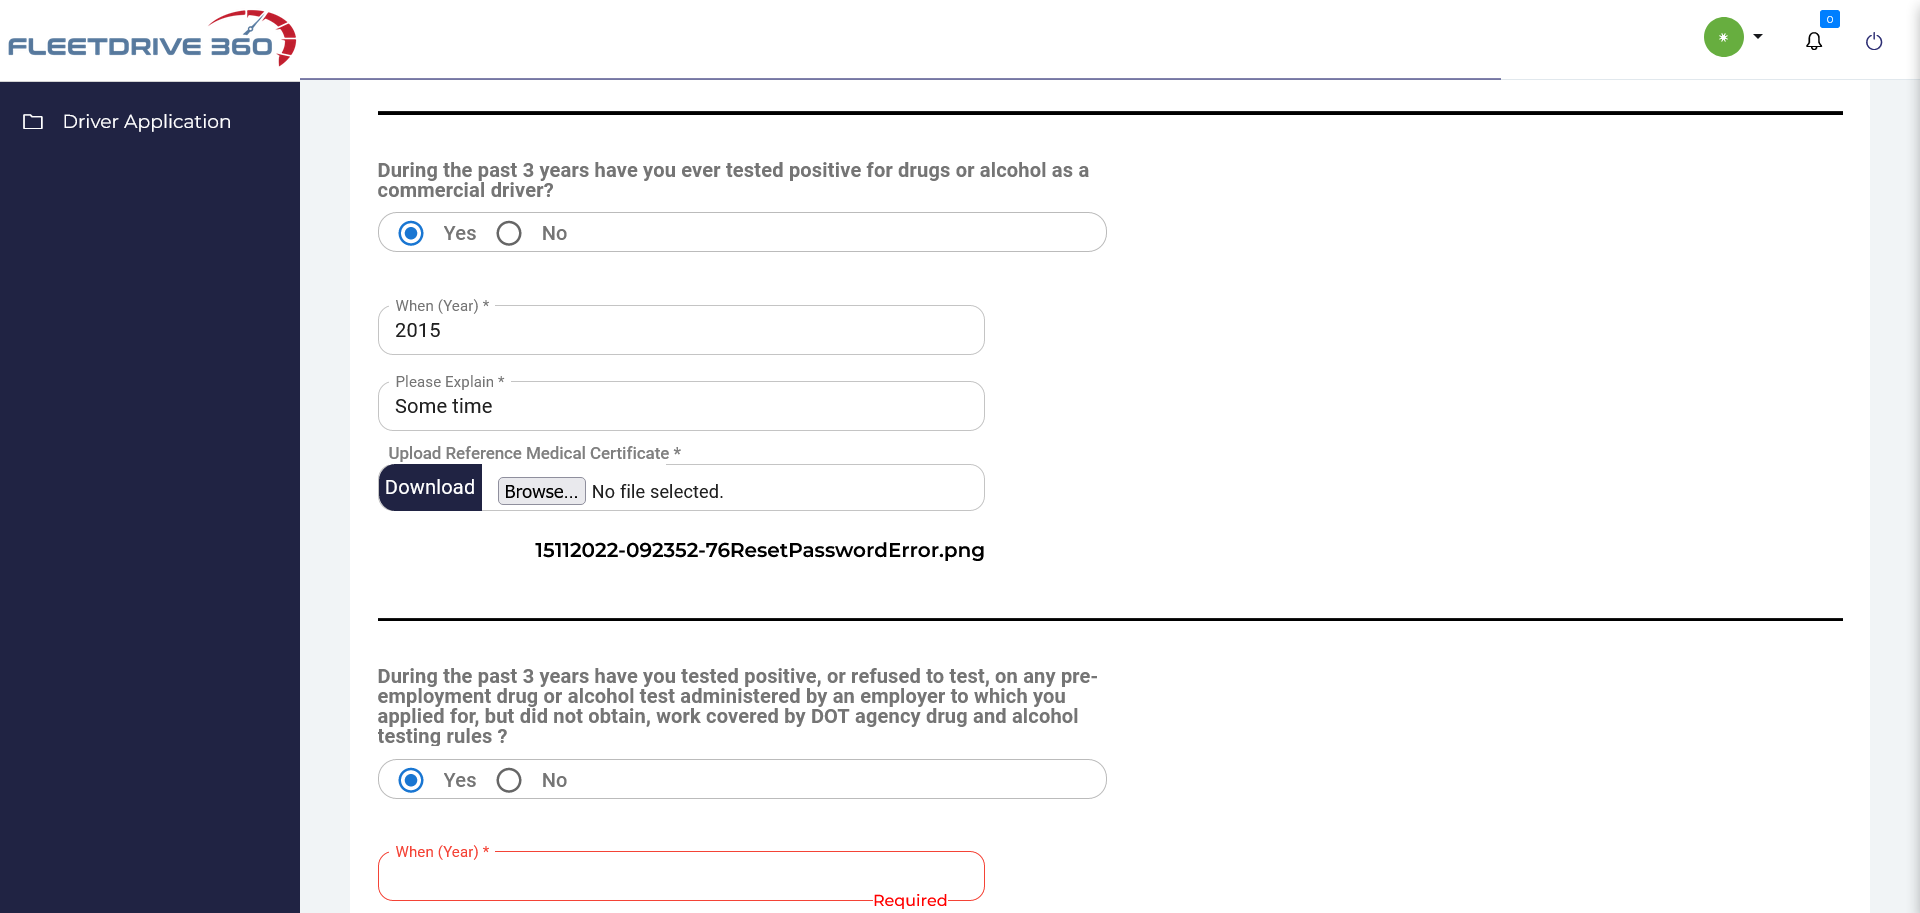 FLEETDRIVE 360
0
Driver Application
During the past 3 years have you ever tested positive for drugs or alcohol as a
commercial driver?
Yes No
When (Year) *
2015
Please Explain *
Some time
Upload Reference Medical Certificate *
Download Browse... No file selected.
15112022-092352-76ResetPasswordError.png
During the past 3 years have you tested positive, or refused to test, on any pre-
employment drug or alcohol test administered by an employer to which you
applied for, but did not obtain, work covered by DOT agency drug and alcohol
testing rules ?
Yes No
When (Year) *
Required